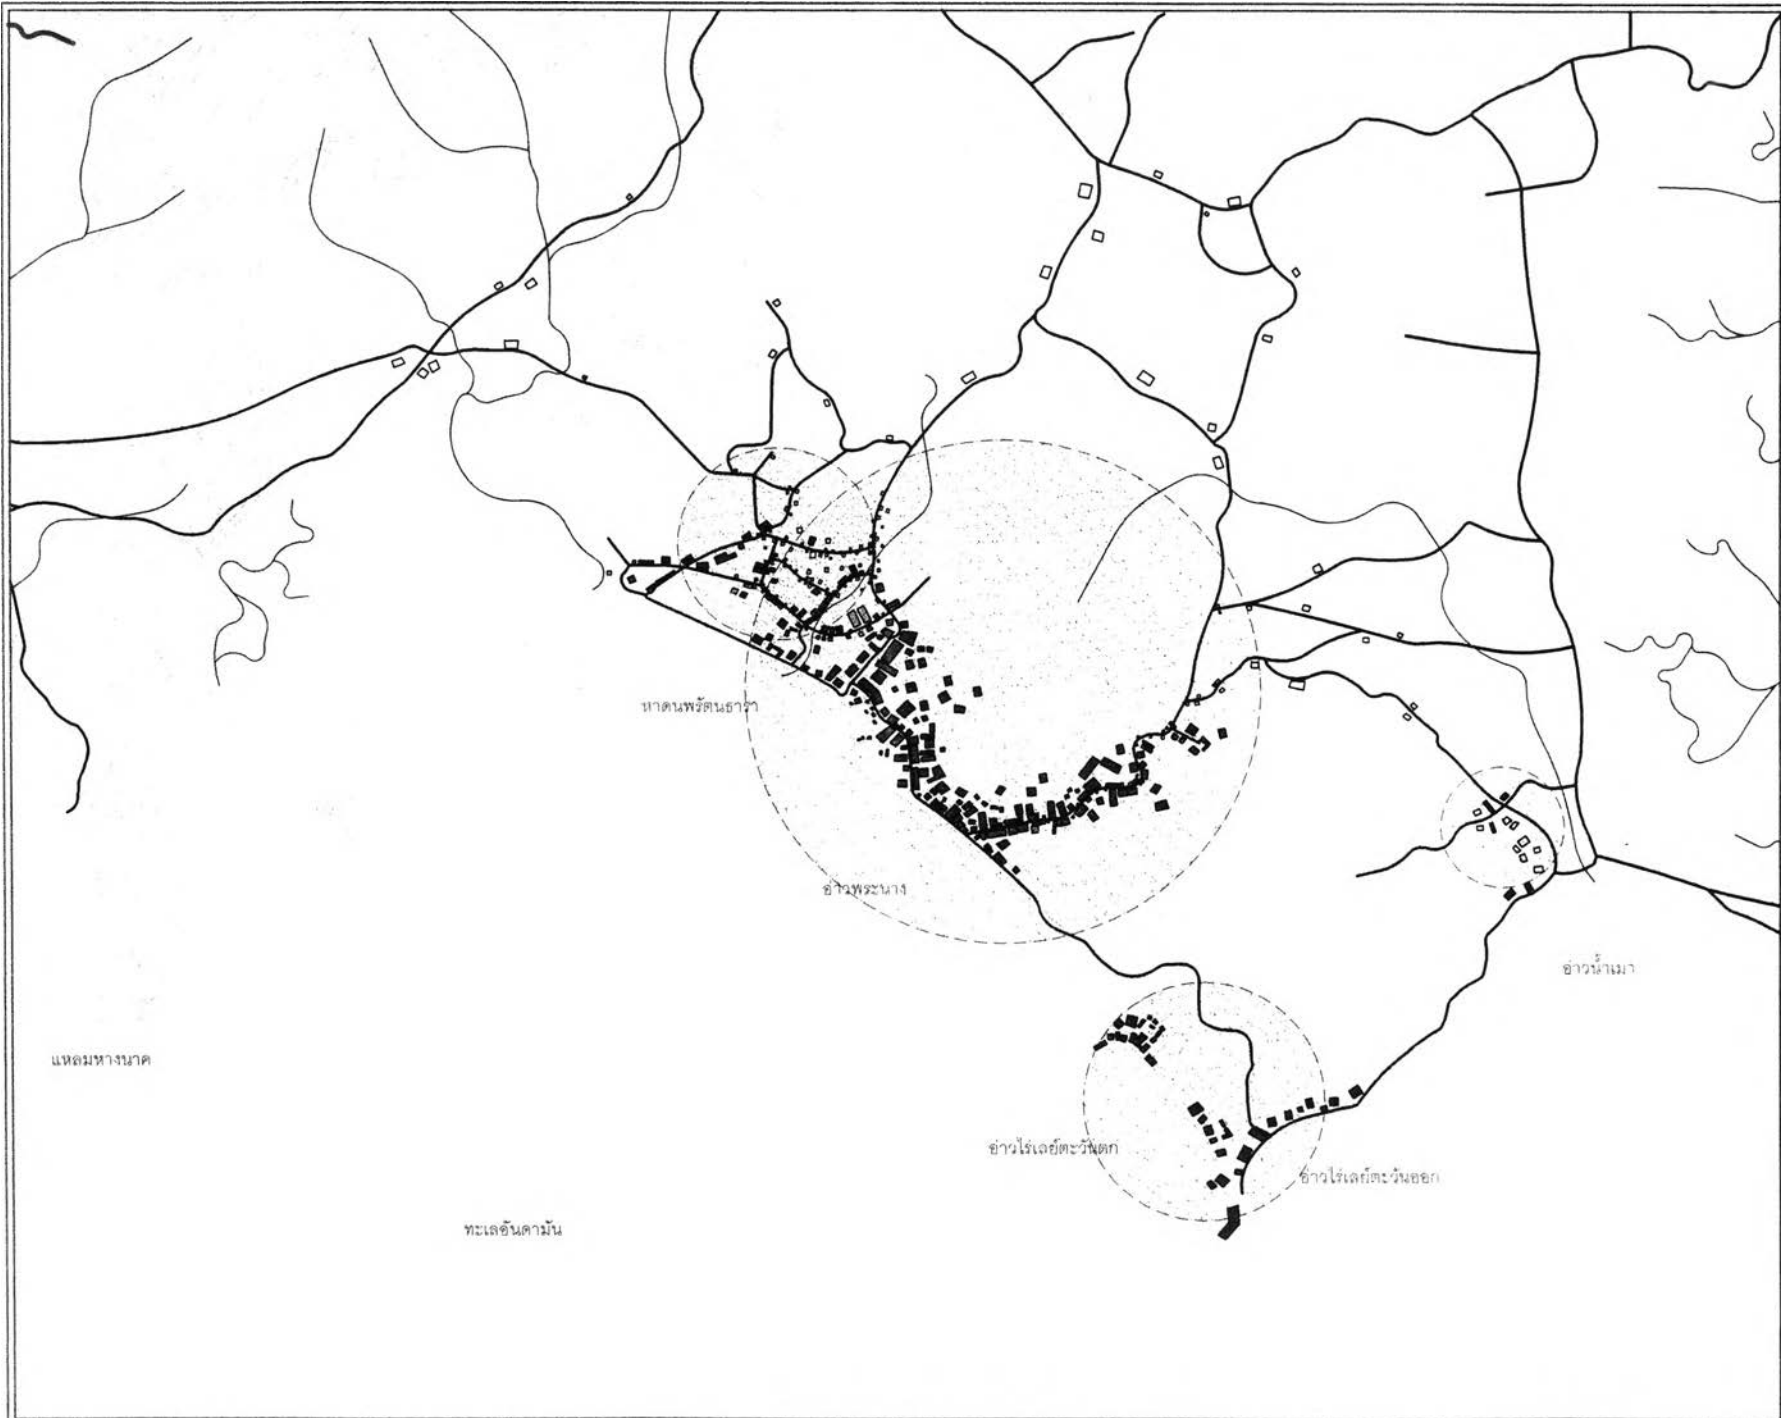 หาดนพรัตนธารา
อ่าวพระนาง
อ่าวน้ำเมา
แหลมหางนาค
อ่าวไร่เลย์ตะวันตก
อ่าวไร่เลย์ตะวันออก
ทะเลอันดามัน